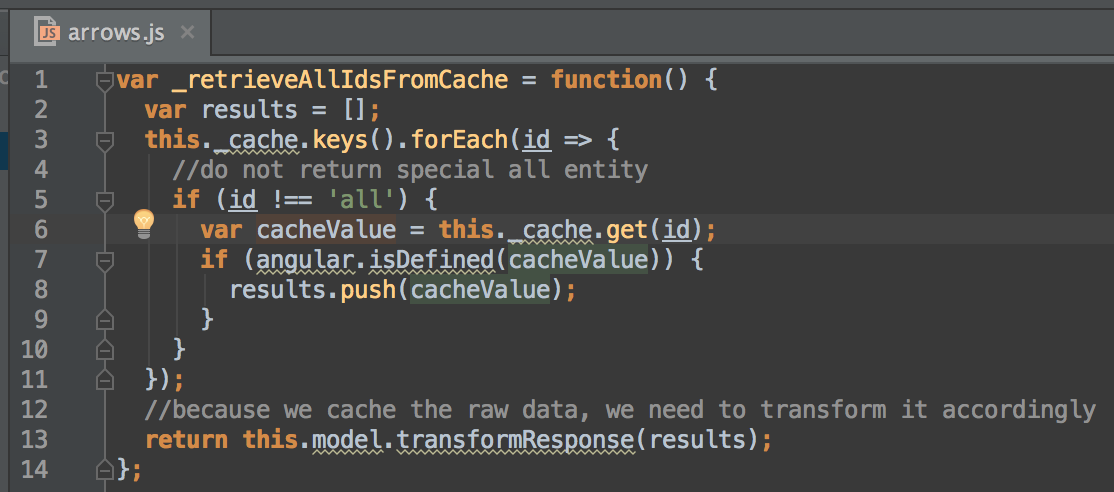 JS arrows.js ×
1 var _retrieveAllIdsFromCache = function() {
2   var results = [];
3   this._cache.keys().forEach(id => {
4     //do not return special all entity
5     if (id !== 'all') {
6       var cacheValue = this._cache.get(id);
7       if (angular.isDefined(cacheValue)) {
8         results.push(cacheValue);
9       }
10     }
11   });
12   //because we cache the raw data, we need to transform it accordingly
13   return this.model.transformResponse(results);
14 };